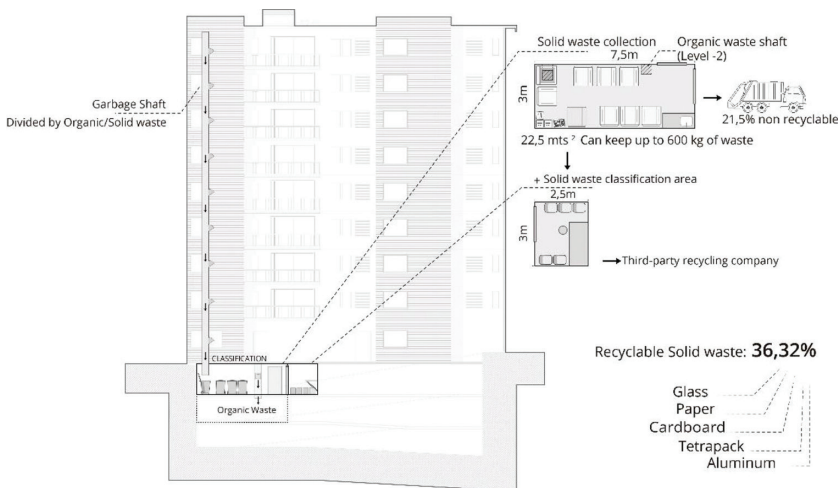 Garbage Shaft
Divided by Organic/Solid waste
Solid waste collection
7,5m
Organic waste shaft
(Level -2)
3m
21,5% non recyclable
22,5 mts ² Can keep up to 600 kg of waste
+ Solid waste classification area
2,5m
3m
Third-party recycling company
CLASSIFICATION
Organic Waste
Recyclable Solid waste: 36,32%
Glass
Paper
Cardboard
Tetrapack
Aluminum